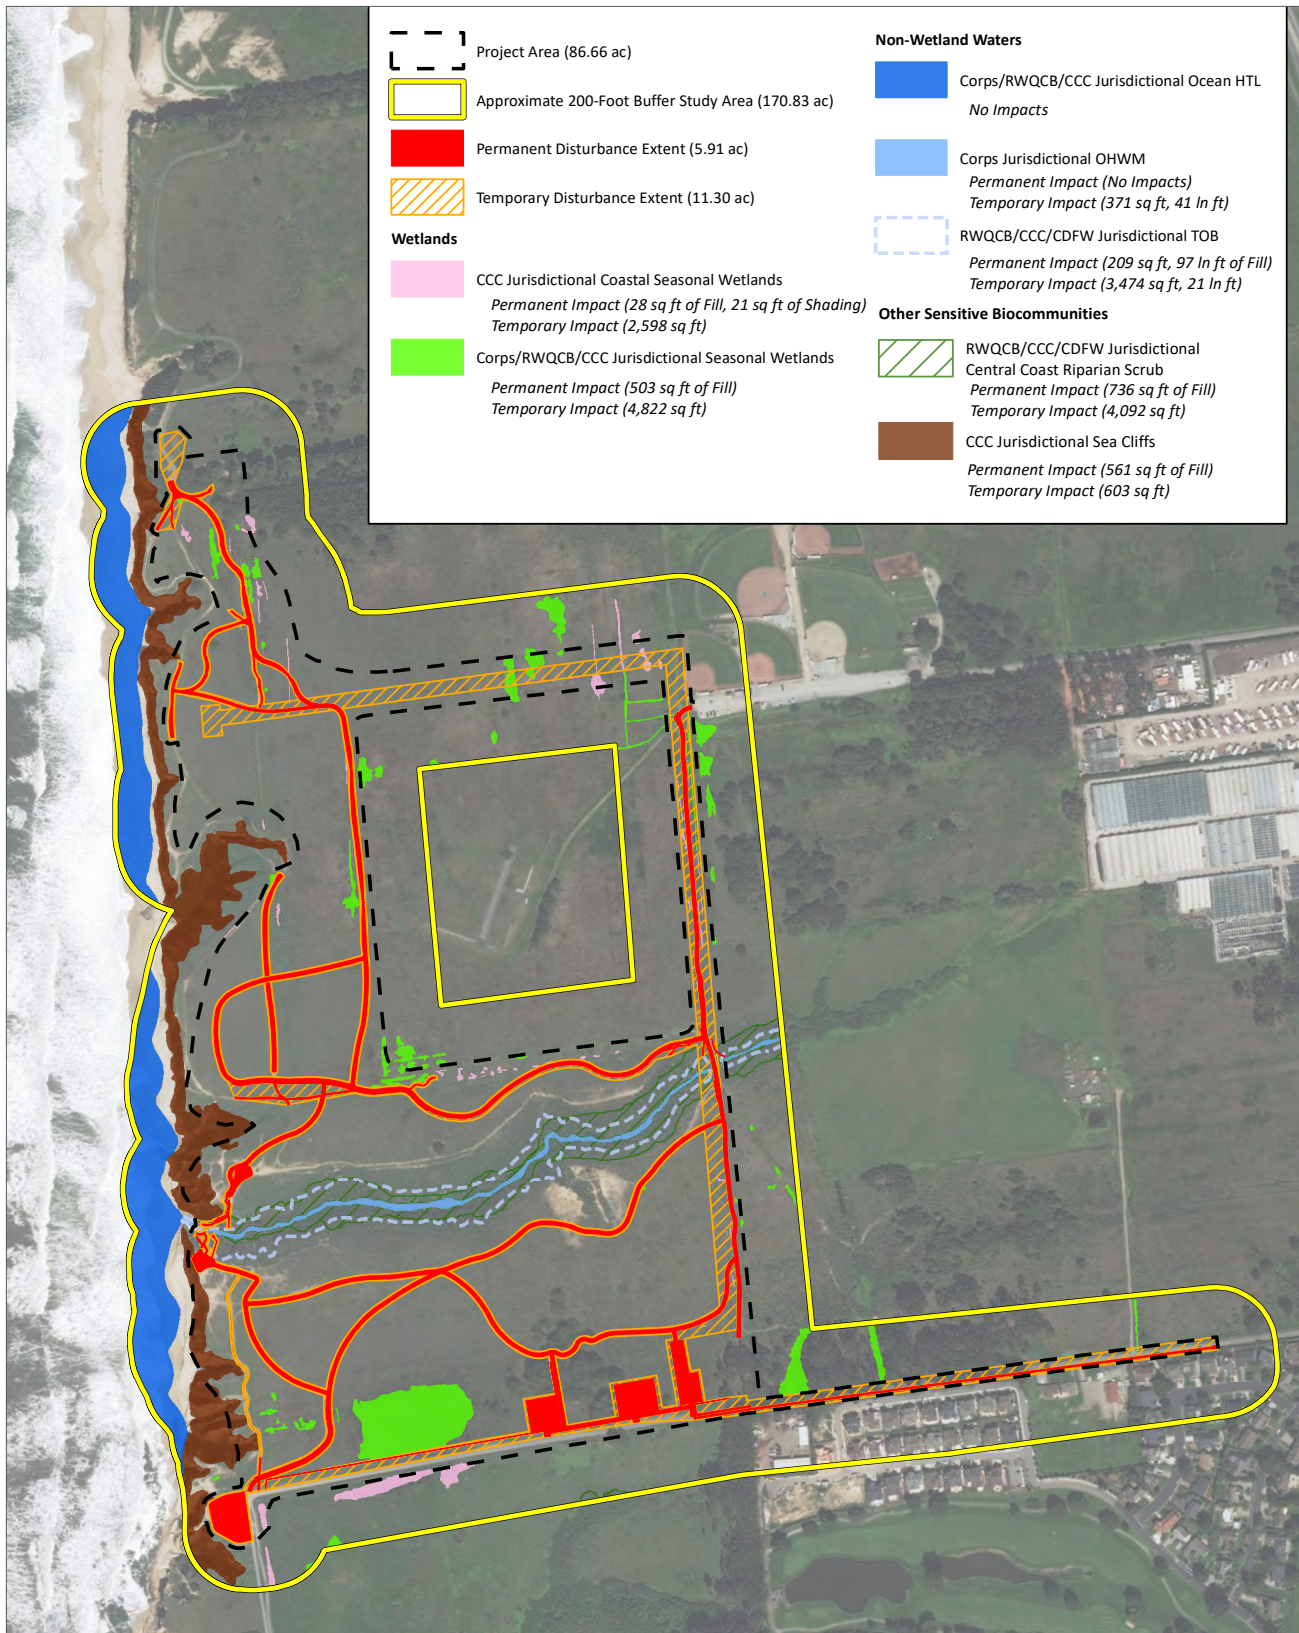 Project Area (86.66 ac)
Approximate 200-Foot Buffer Study Area (170.83 ac)
Permanent Disturbance Extent (5.91 ac)
Temporary Disturbance Extent (11.30 ac)
Wetlands
CCC Jurisdictional Coastal Seasonal Wetlands
Permanent Impact (28 sq ft of Fill, 21 sq ft of Shading)
Temporary Impact (2,598 sq ft)
Corps/RWQCB/CCC Jurisdictional Seasonal Wetlands
Permanent Impact (503 sq ft of Fill)
Temporary Impact (4,822 sq ft)
Non-Wetland Waters
Corps/RWQCB/CCC Jurisdictional Ocean HTL
No Impacts
Corps Jurisdictional OHWM
Permanent Impact (No Impacts)
Temporary Impact (371 sq ft, 41 ln ft)
RWQCB/CCC/CDFW Jurisdictional TOB
Permanent Impact (209 sq ft, 97 ln ft of Fill)
Temporary Impact (3,474 sq ft, 21 ln ft)
Other Sensitive Biocommunities
RWQCB/CCC/CDFW Jurisdictional
Central Coast Riparian Scrub
Permanent Impact (736 sq ft of Fill)
Temporary Impact (4,092 sq ft)
CCC Jurisdictional Sea Cliffs
Permanent Impact (561 sq ft of Fill)
Temporary Impact (603 sq ft)